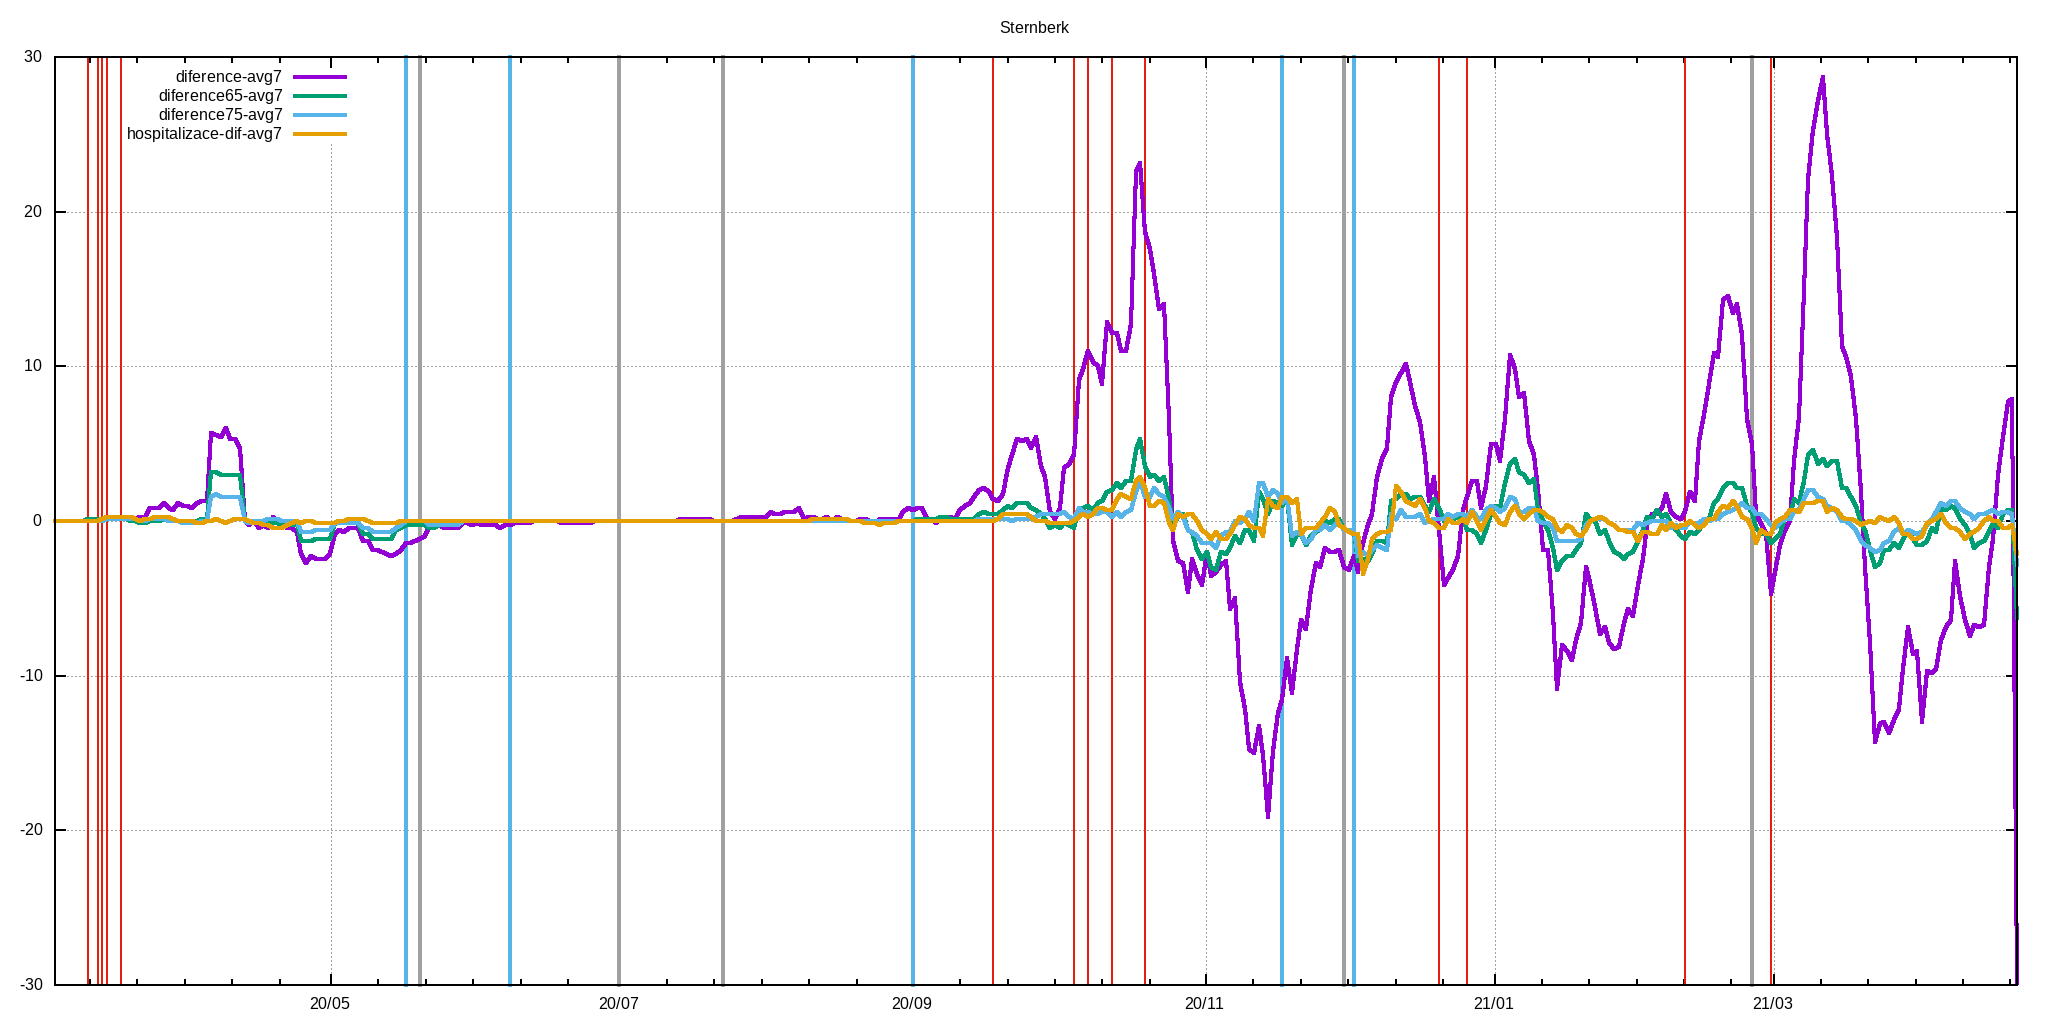 Sternberk
30
diference-avg7
diference65-avg7
diference75-avg7
hospitalizace-dif-avg7
20
10
0
-10
-20
-30
20/05 20/07 20/09 20/11 21/01 21/03